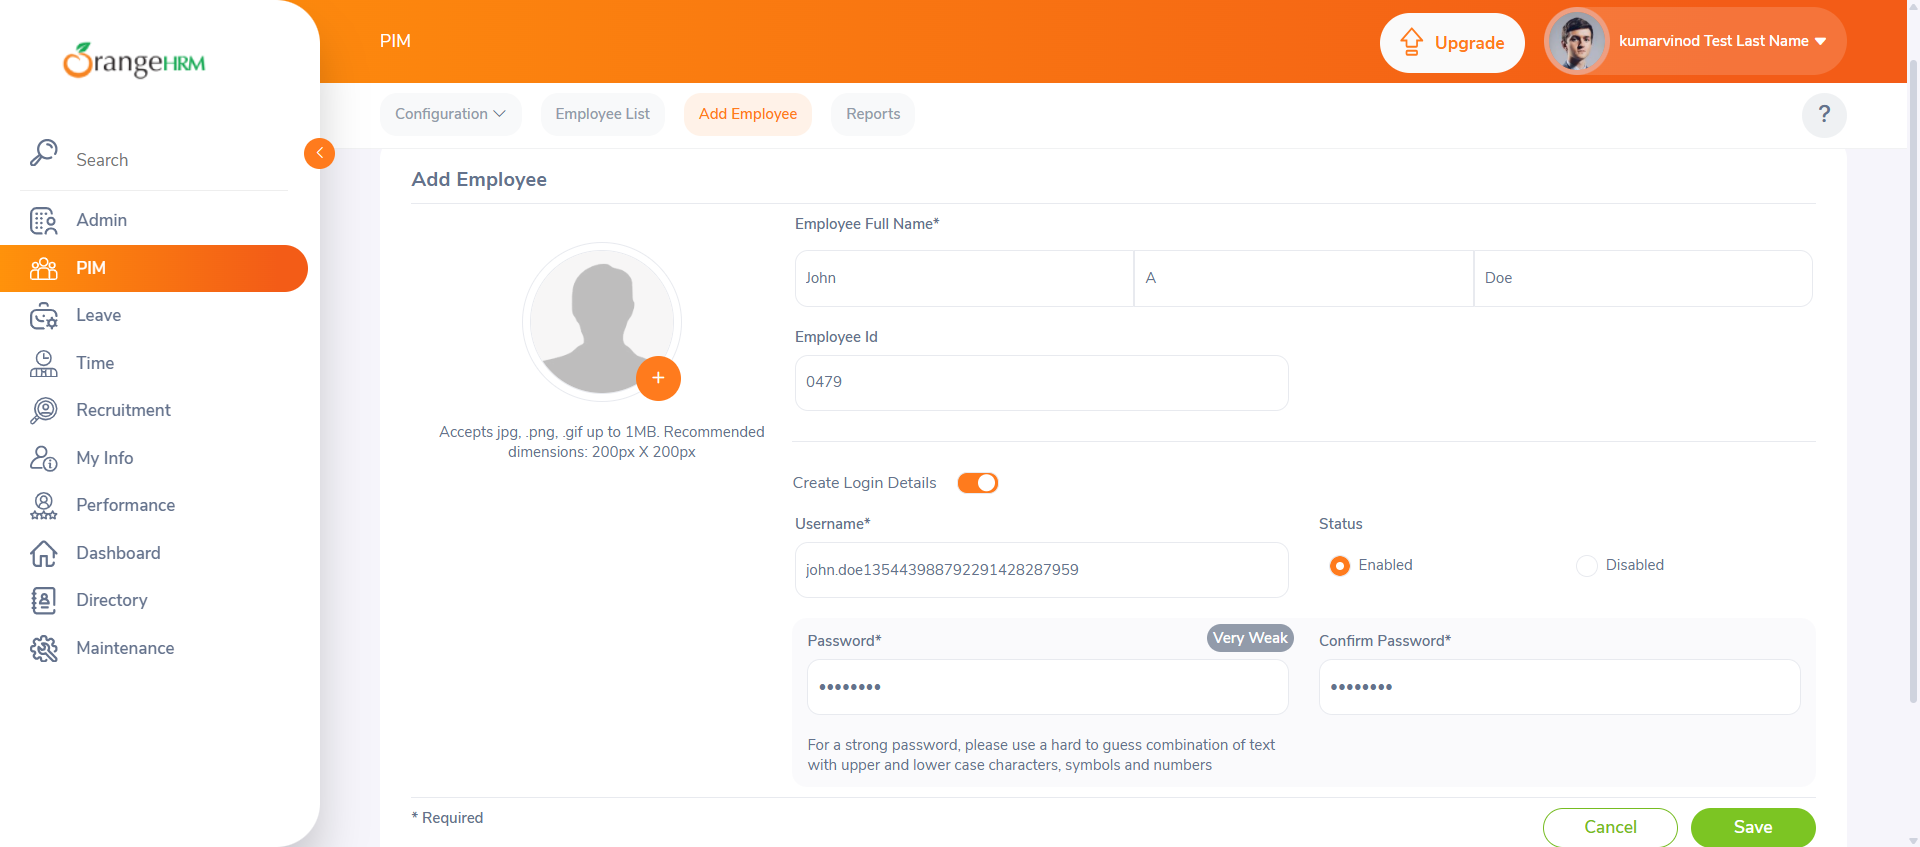 OrangeHRM
PIM
Upgrade
kumarvinod Test Last Name
Configuration
Employee List
Add Employee
Reports
?
Search
Admin
PIM
Leave
Time
Recruitment
My Info
Performance
Dashboard
Directory
Maintenance
Add Employee
Accepts jpg, .png, .gif up to 1MB. Recommended
dimensions: 200px X 200px
Employee Full Name*
John
A
Doe
Employee Id
0479
Create Login Details
Username*
john.doe135443988792291428287959
Status
Enabled
Disabled
Password*
Very Weak
••••••••
Confirm Password*
••••••••
For a strong password, please use a hard to guess combination of text
with upper and lower case characters, symbols and numbers
* Required
Cancel
Save